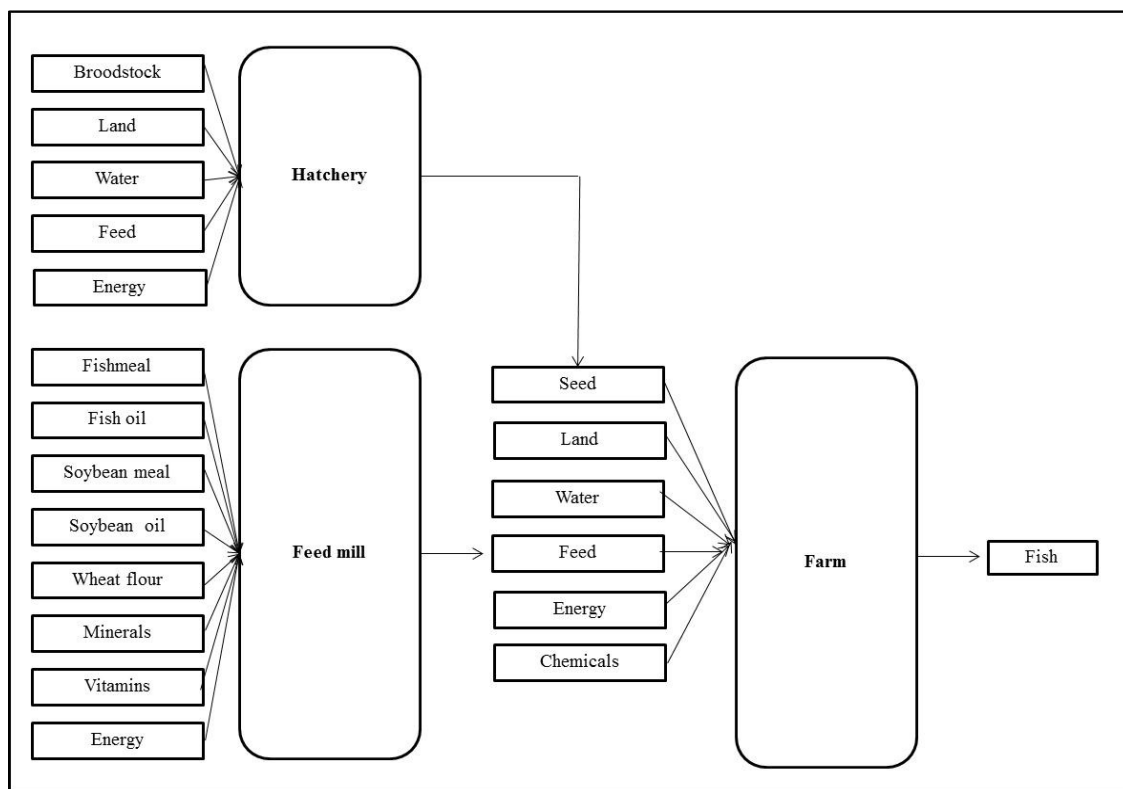 Broodstock
Land
Water
Feed
Energy
Hatchery
Fishmeal
Fish oil
Soybean meal
Soybean oil
Wheat flour
Minerals
Vitamins
Energy
Feed mill
Seed
Land
Water
Feed
Energy
Chemicals
Farm
Fish